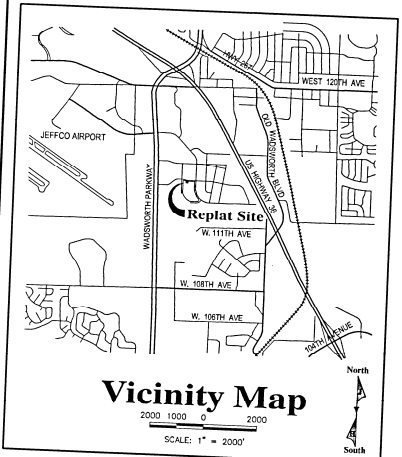 HWY 287
WEST 120TH AVE
OLD WADSWORTH BLVD
JEFFCO AIRPORT
US HIGHWAY 36
WADSWORTH PARKWAY
Replat Site
W. 111TH AVE
W. 108TH AVE
W. 106TH AVE
104TH AVENUE
North
Vicinity Map
2000 1000 0 2000
SCALE: 1" = 2000'
South